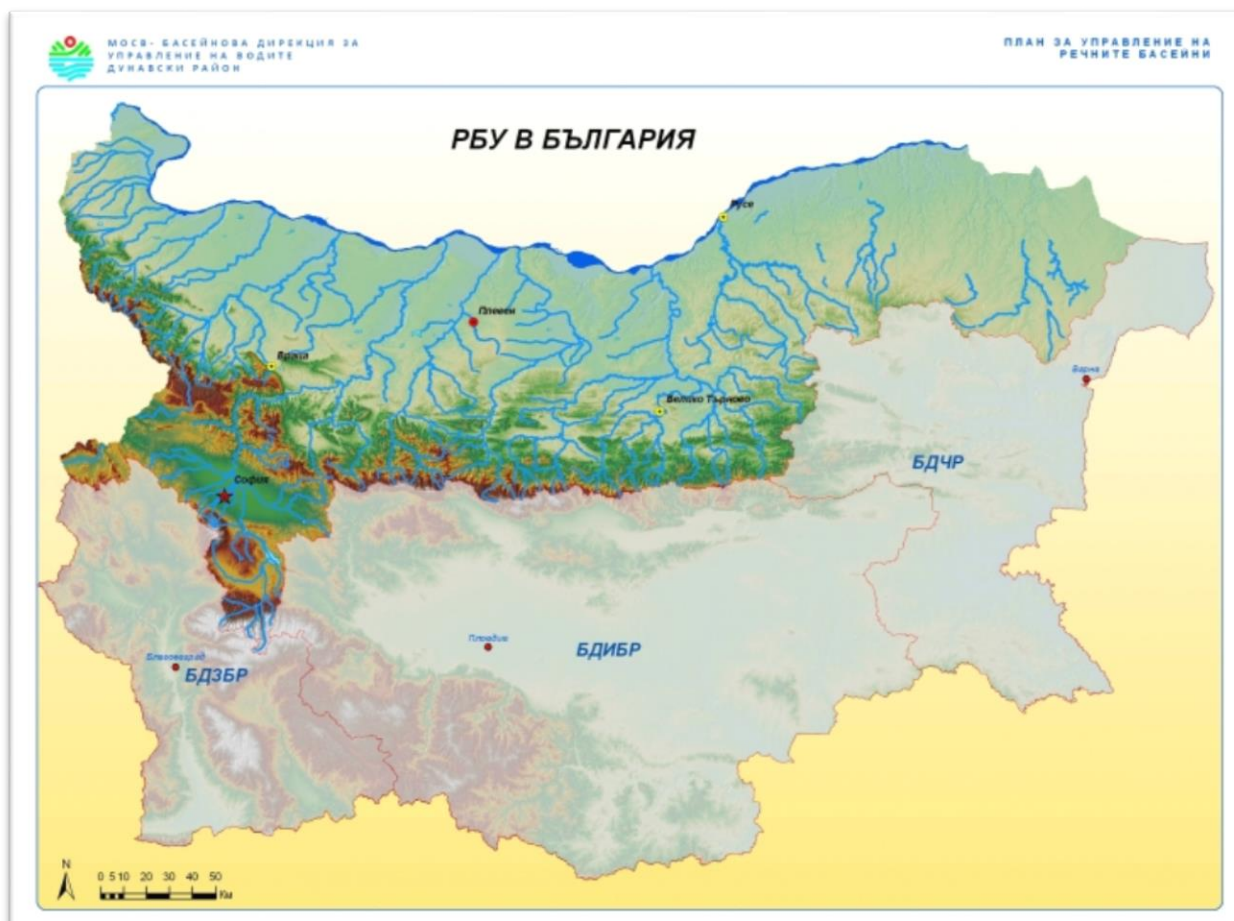 МОСВ- БАСЕЙНОВА ДИРЕКЦИЯ ЗА
УПРАВЛЕНИЕ НА ВОДИТЕ
ДУНАВСКИ РАЙОН
ПЛАН ЗА УПРАВЛЕНИЕ НА
РЕЧНИТЕ БАСЕЙНИ
РБУ В БЪЛГАРИЯ
Русе
Плевен
Враца
Варна
Велико Търново
БДЧР
София
Пловдив
БДИБР
Благоевград
БДЗБР
N
0 5 10 20 30 40 50
Км